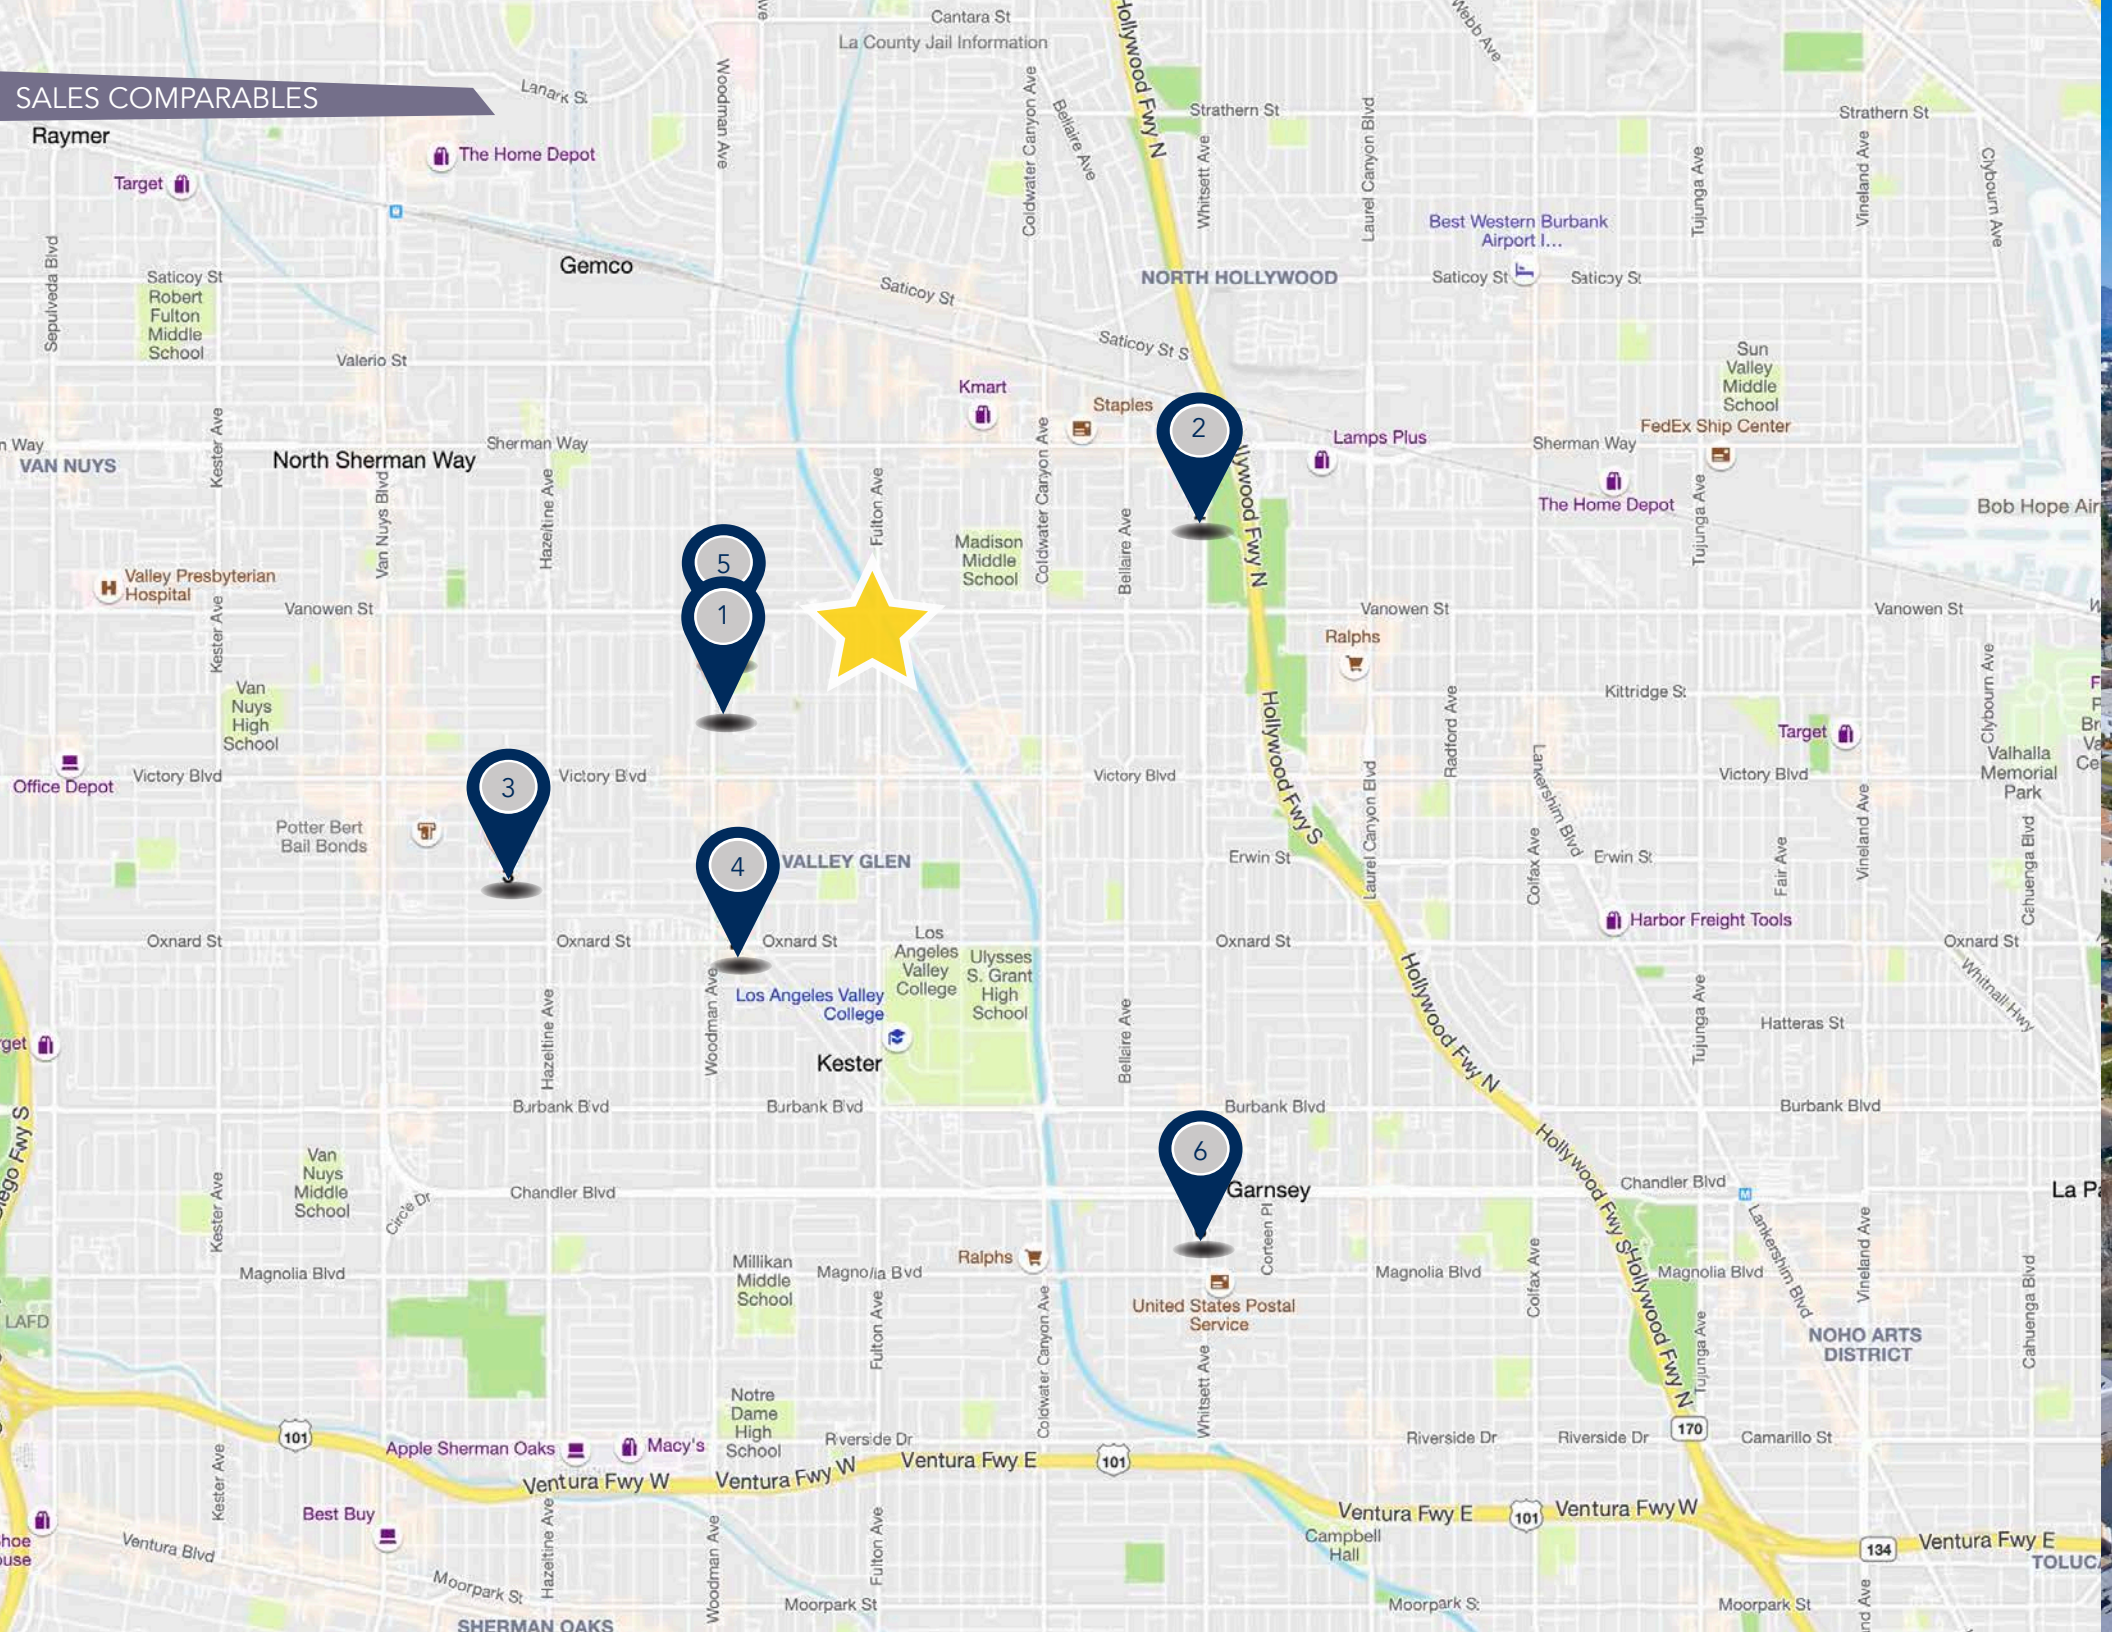 SALES COMPARABLES
Cantara St
La County Jail Information
Hollywood Fwy N
Webb Ave
Lanark St
Woodman Ave
Coldwater Canyon Ave
Bellaire Ave
Strathern St
Whitsett Ave
Laurel Canyon Blvd
Strathern St
Tujunga Ave
Vineland Ave
Clybourn Ave
Raymer
The Home Depot
Target
Best Western Burbank
Airport I...
Sepulveda Blvd
Saticoy St
Gemco
Saticoy St
NORTH HOLLYWOOD
Saticoy St
Saticoy St
Robert
Fulton
Middle
School
Valerio St
Saticoy St S
Sun
Valley
Middle
School
Kmart
Staples
FedEx Ship Center
2
Lamps Plus
n Way
VAN NUYS
Kester Ave
North Sherman Way
Sherman Way
Sherman Way
Van Nuys Blvd
Hazeltine Ave
Fulton Ave
Coldwater Canyon Ave
Bellaire Ave
lywood Fwy N
The Home Depot
Tujunga Ave
Bob Hope Air
Madison
Middle
School
5
1
Valley Presbyterian
Hospital
Kester Ave
Vanowen St
Vanowen St
Vanowen St
Ralphs
Van
Nuys
High
School
Hollywood Fwy S
Radford Ave
Kittridge St
Clybourn Ave
Target
Valhalla
Memorial
Park
Office Depot
Victory Blvd
3
Victory Blvd
Victory Blvd
Lankershim Blvd
Victory Blvd
Potter Bert
Bail Bonds
4
VALLEY GLEN
Erwin St
Laurel Canyon Blvd
Colfax Ave
Erwin St
Fair Ave
Vineland Ave
Cahuenga Blvd
Harbor Freight Tools
Oxnard St
Oxnard St
Oxnard St
Los
Angeles
Valley
College
Ulysses
S. Grant
High
School
Oxnard St
Oxnard St
Whitnall Hwy
Hollywood Fwy N
Woodman Ave
Los Angeles Valley
College
Hazeltine Ave
Bellaire Ave
Tujunga Ave
Hatteras St
rget
Kester
Burbank Blvd
Burbank Blvd
Burbank Blvd
Burbank Blvd
iego Fwy S
Van
Nuys
Middle
School
6
Hollywood Fwy S
Kester Ave
Circle Dr
Chandler Blvd
Garnsey
Corteen Pl
Chandler Blvd
La Pa
Lankershim Blvd
Vineland Ave
Magnolia Blvd
Millikan
Middle
School
Magnolia Blvd
Ralphs
Magnolia Blvd
Colfax Ave
Magnolia Blvd
Cahuenga Blvd
United States Postal
Service
LAFD
Fulton Ave
Coldwater Canyon Ave
Whitsett Ave
Hollywood Fwy N
Tujunga Ave
NOHO ARTS
DISTRICT
Notre
Dame
High
School
101
Apple Sherman Oaks
Macy's
Riverside Dr
Riverside Dr
Riverside Dr
170
Camarillo St
Kester Ave
Ventura Fwy W
Ventura Fwy W
Ventura Fwy E
101
Best Buy
Hazeltine Ave
Woodman Ave
Fulton Ave
Ventura Fwy E
101
Ventura Fwy W
Campbell
Hall
134
Ventura Fwy E
TOLUC
hoe
ouse
Ventura Blvd
Moorpark St
Moorpark St
Moorpark St
Moorpark St
nd Ave
SHERMAN OAKS